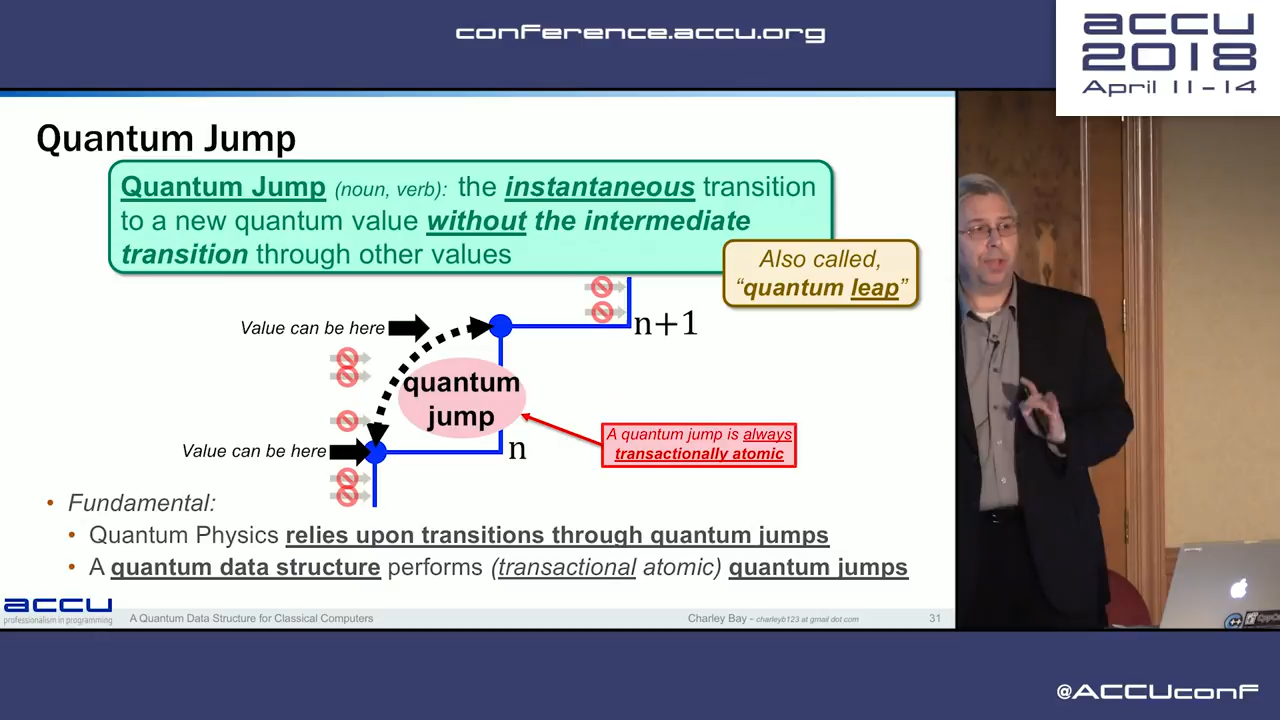 conference.accu.org
accu
2018
April 11-14
Quantum Jump
Quantum Jump (noun, verb): the instantaneous transition
to a new quantum value without the intermediate
transition through other values
Also called,
“quantum leap”
Value can be here
n+1
quantum
jump
A quantum jump is always
transactionally atomic
Value can be here
n
• Fundamental:
• Quantum Physics relies upon transitions through quantum jumps
• A quantum data structure performs (transactional atomic) quantum jumps
accu
professionalism in programming
A Quantum Data Structure for Classical Computers
Charley Bay - charleyb123 at gmail dot com
31
@ACCUconf